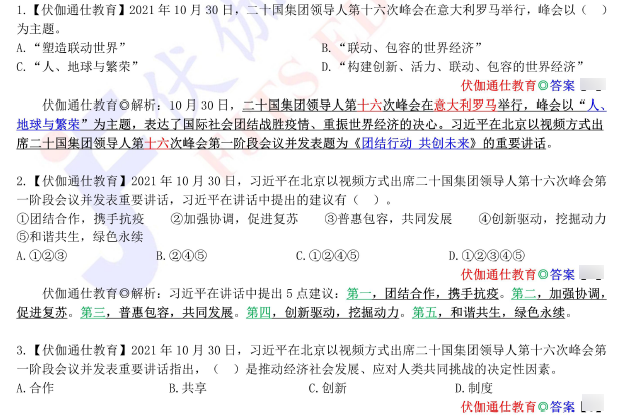 1.【伏伽通仕教育】2021 年 10 月 30 日，二十国集团领导人第十六次峰会在意大利罗马举行，峰会以（ ）
为主题。
A. “塑造联动世界” B. “联动、包容的世界经济”
C. “人、地球与繁荣” D. “构建创新、活力、联动、包容的世界经济”
伏伽通仕教育◎答案
伏伽通仕教育◎解析：10 月 30 日，二十国集团领导人第十六次峰会在意大利罗马举行，峰会以“人、
地球与繁荣”为主题，表达了国际社会团结战胜疫情、重振世界经济的决心。习近平在北京以视频方式出
席二十国集团领导人第十六次峰会第一阶段会议并发表题为《团结行动 共创未来》的重要讲话。
2.【伏伽通仕教育】2021 年 10 月 30 日，习近平在北京以视频方式出席二十国集团领导人第十六次峰会第
一阶段会议并发表重要讲话，习近平在讲话中提出的建议有（ ）。
①团结合作，携手抗疫 ②加强协调，促进复苏 ③普惠包容，共同发展 ④创新驱动，挖掘动力
⑤和谐共生，绿色永续
A.①②③ B.②④⑤ C.①②④⑤ D.①②③④⑤
伏伽通仕教育◎答案
伏伽通仕教育◎解析：习近平在讲话中提出 5 点建议：第一，团结合作，携手抗疫。第二，加强协调，
促进复苏。第三，普惠包容，共同发展。第四，创新驱动，挖掘动力。第五，和谐共生，绿色永续。
3.【伏伽通仕教育】2021 年 10 月 30 日，习近平在北京以视频方式出席二十国集团领导人第十六次峰会第
一阶段会议并发表重要讲话指出，（ ）是推动经济社会发展、应对人类共同挑战的决定性因素。
A.合作 B.共享 C.创新 D.制度
伏伽通仕教育◎答案